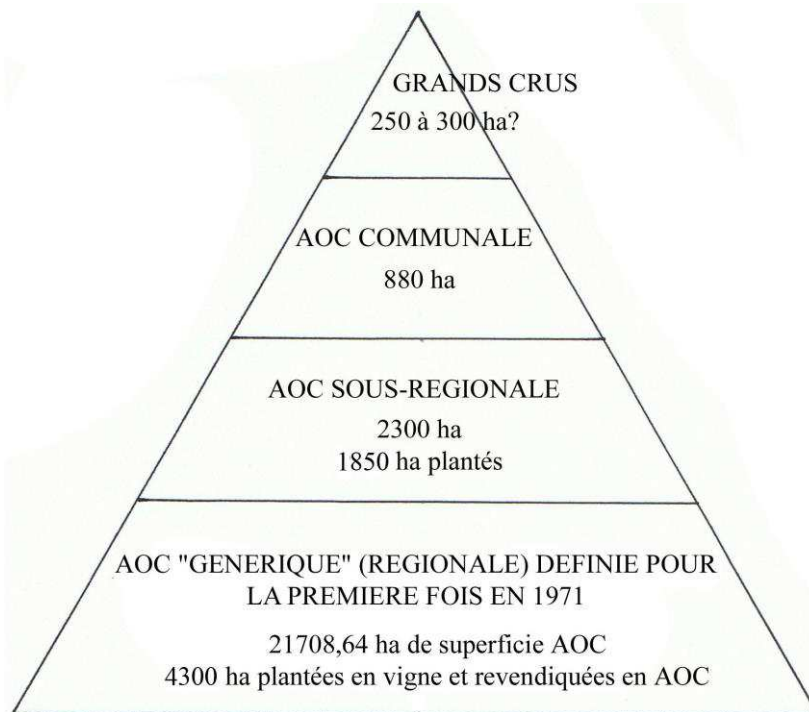 GRANDS CRUS
250 à 300 ha?
AOC COMMUNALE
880 ha
AOC SOUS-REGIONALE
2300 ha
1850 ha plantés
AOC "GENERIQUE" (REGIONALE) DEFINIE POUR
LA PREMIERE FOIS EN 1971
21708,64 ha de superficie AOC
4300 ha plantées en vigne et revendiquées en AOC